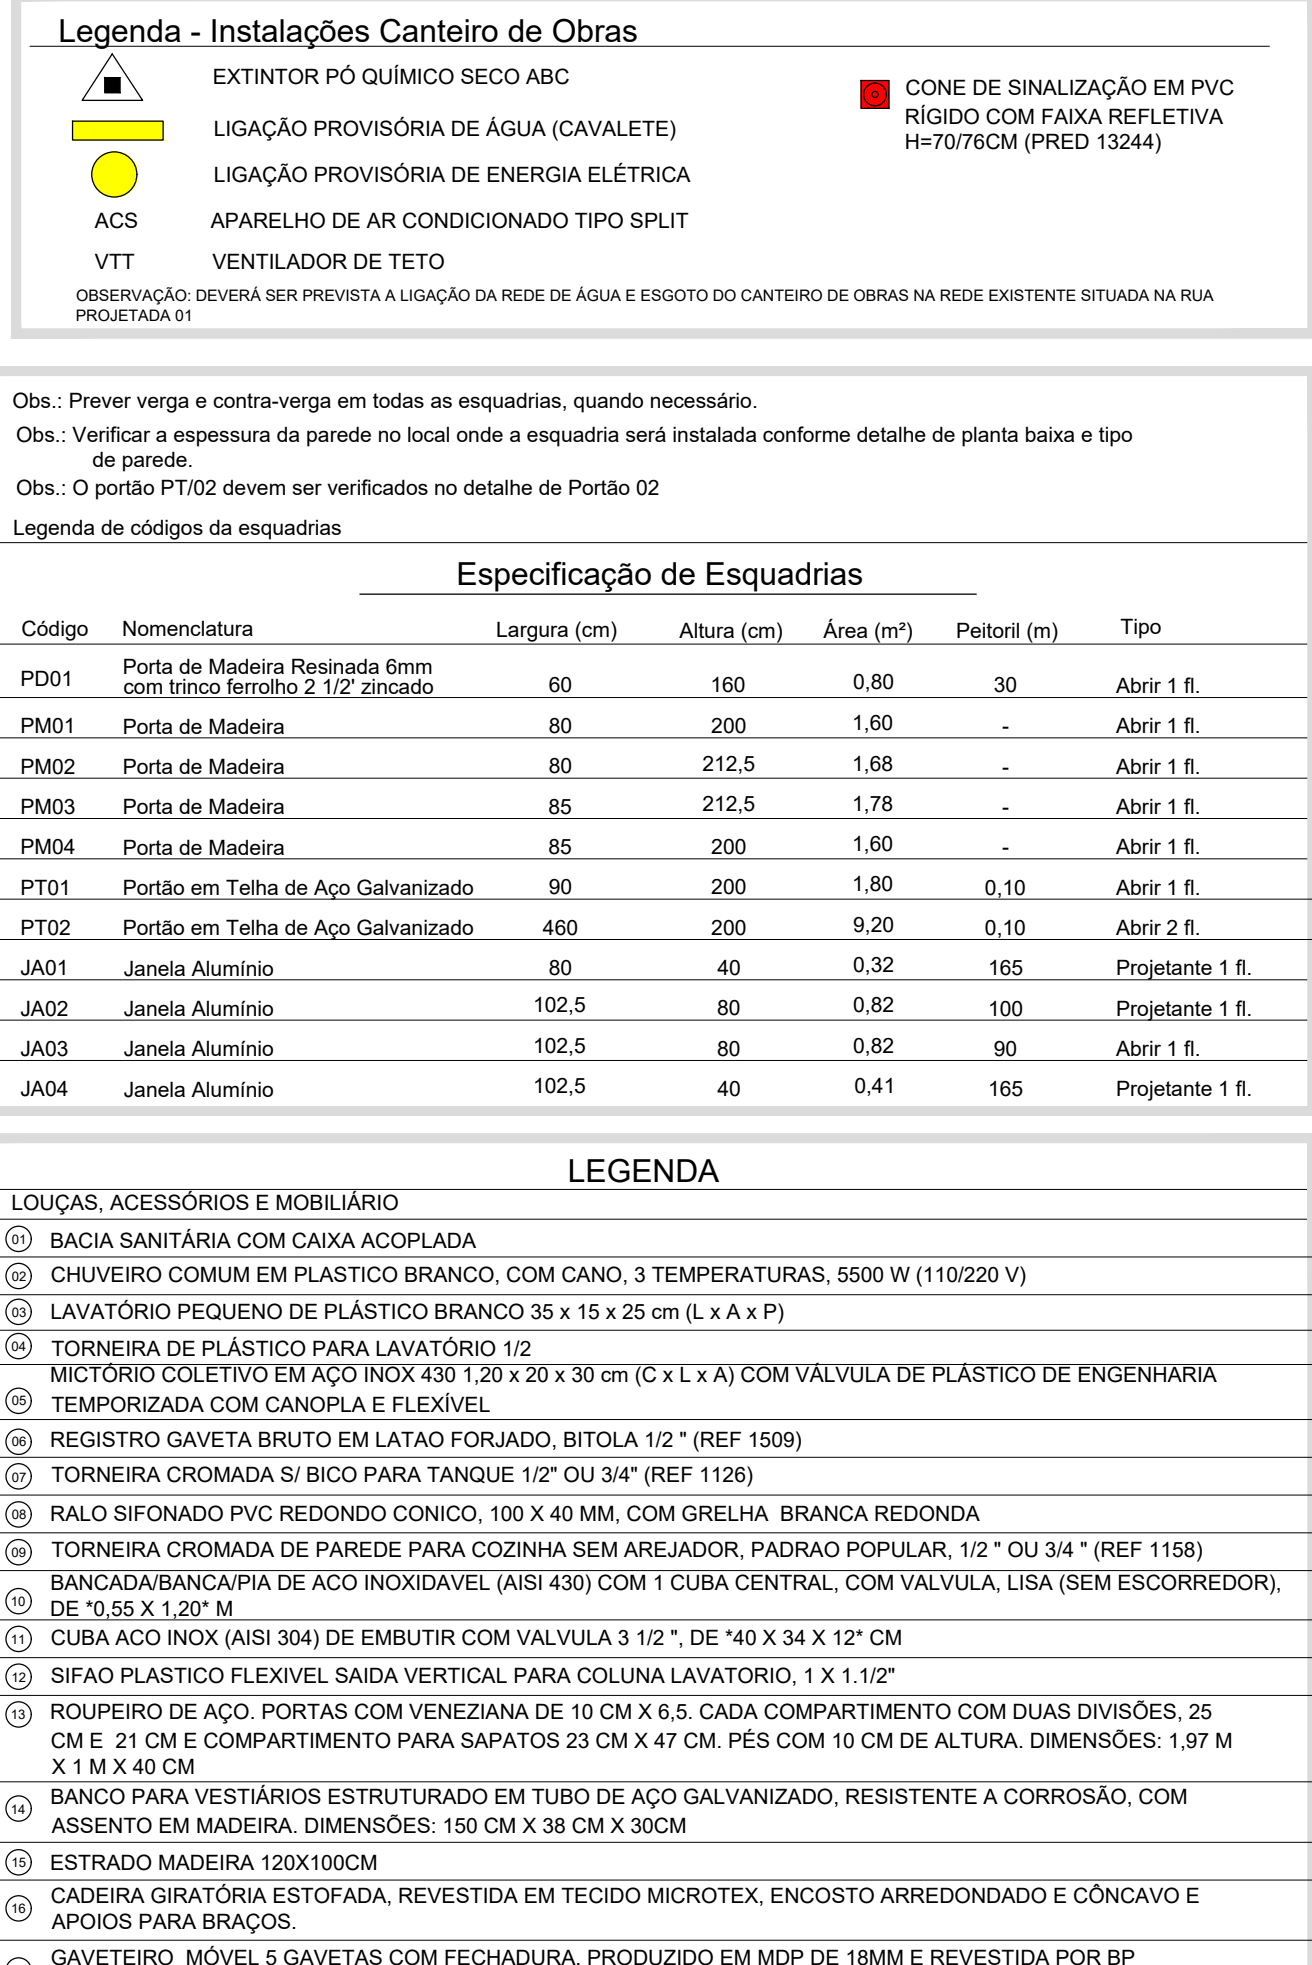 Legenda - Instalações Canteiro de Obras
EXTINTOR PÓ QUÍMICO SECO ABC
LIGAÇÃO PROVISÓRIA DE ÁGUA (CAVALETE)
LIGAÇÃO PROVISÓRIA DE ENERGIA ELÉTRICA
ACS APARELHO DE AR CONDICIONADO TIPO SPLIT
VTT VENTILADOR DE TETO
CONE DE SINALIZAÇÃO EM PVC
RÍGIDO COM FAIXA REFLETIVA
H=70/76CM (PRED 13244)
OBSERVAÇÃO: DEVERÁ SER PREVISTA A LIGAÇÃO DA REDE DE ÁGUA E ESGOTO DO CANTEIRO DE OBRAS NA REDE EXISTENTE SITUADA NA RUA
PROJETADA 01
Obs.: Prever verga e contra-verga em todas as esquadrias, quando necessário.
Obs.: Verificar a espessura da parede no local onde a esquadria será instalada conforme detalhe de planta baixa e tipo
de parede.
Obs.: O portão PT/02 devem ser verificados no detalhe de Portão 02
Legenda de códigos da esquadrias
Especificação de Esquadrias
Código Nomenclatura Largura (cm) Altura (cm) Área (m²) Peitoril (m) Tipo
PD01 Porta de Madeira Resinada 6mm
com trinco ferrolho 2 1/2' zincado 60 160 0,80 30 Abrir 1 fl.
PM01 Porta de Madeira 80 200 1,60 - Abrir 1 fl.
PM02 Porta de Madeira 80 212,5 1,68 - Abrir 1 fl.
PM03 Porta de Madeira 85 212,5 1,78 - Abrir 1 fl.
PM04 Porta de Madeira 85 200 1,60 - Abrir 1 fl.
PT01 Portão em Telha de Aço Galvanizado 90 200 1,80 0,10 Abrir 1 fl.
PT02 Portão em Telha de Aço Galvanizado 460 200 9,20 0,10 Abrir 2 fl.
JA01 Janela Alumínio 80 40 0,32 165 Projetante 1 fl.
JA02 Janela Alumínio 102,5 80 0,82 100 Projetante 1 fl.
JA03 Janela Alumínio 102,5 80 0,82 90 Abrir 1 fl.
JA04 Janela Alumínio 102,5 40 0,41 165 Projetante 1 fl.
LEGENDA
LOUÇAS, ACESSÓRIOS E MOBILIÁRIO
01 BACIA SANITÁRIA COM CAIXA ACOPLADA
02 CHUVEIRO COMUM EM PLASTICO BRANCO, COM CANO, 3 TEMPERATURAS, 5500 W (110/220 V)
03 LAVATÓRIO PEQUENO DE PLÁSTICO BRANCO 35 x 15 x 25 cm (L x A x P)
04 TORNEIRA DE PLÁSTICO PARA LAVATÓRIO 1/2
MICTÓRIO COLETIVO EM AÇO INOX 430 1,20 x 20 x 30 cm (C x L x A) COM VÁLVULA DE PLÁSTICO DE ENGENHARIA
05 TEMPORIZADA COM CANOPLA E FLEXÍVEL
06 REGISTRO GAVETA BRUTO EM LATAO FORJADO, BITOLA 1/2 " (REF 1509)
07 TORNEIRA CROMADA S/ BICO PARA TANQUE 1/2" OU 3/4" (REF 1126)
08 RALO SIFONADO PVC REDONDO CONICO, 100 X 40 MM, COM GRELHA BRANCA REDONDA
09 TORNEIRA CROMADA DE PAREDE PARA COZINHA SEM AREJADOR, PADRAO POPULAR, 1/2 " OU 3/4 " (REF 1158)
10 BANCADA/BANCA/PIA DE ACO INOXIDAVEL (AISI 430) COM 1 CUBA CENTRAL, COM VALVULA, LISA (SEM ESCORREDOR),
DE *0,55 X 1,20* M
11 CUBA ACO INOX (AISI 304) DE EMBUTIR COM VALVULA 3 1/2 ", DE *40 X 34 X 12* CM
12 SIFAO PLASTICO FLEXIVEL SAIDA VERTICAL PARA COLUNA LAVATORIO, 1 X 1.1/2"
13 ROUPEIRO DE AÇO. PORTAS COM VENEZIANA DE 10 CM X 6,5. CADA COMPARTIMENTO COM DUAS DIVISÕES, 25
CM E 21 CM E COMPARTIMENTO PARA SAPATOS 23 CM X 47 CM. PÉS COM 10 CM DE ALTURA. DIMENSÕES: 1,97 M
X 1 M X 40 CM
14 BANCO PARA VESTIÁRIOS ESTRUTURADO EM TUBO DE AÇO GALVANIZADO, RESISTENTE A CORROSÃO, COM
ASSENTO EM MADEIRA. DIMENSÕES: 150 CM X 38 CM X 30CM
15 ESTRADO MADEIRA 120X100CM
16 CADEIRA GIRATÓRIA ESTOFADA, REVESTIDA EM TECIDO MICROTEX, ENCOSTO ARREDONDADO E CÔNCAVO E
APOIOS PARA BRAÇOS.
GAVETEIRO MÓVEL 5 GAVETAS COM FECHADURA. PRODUZIDO EM MDP DE 18MM E REVESTIDA POR BP